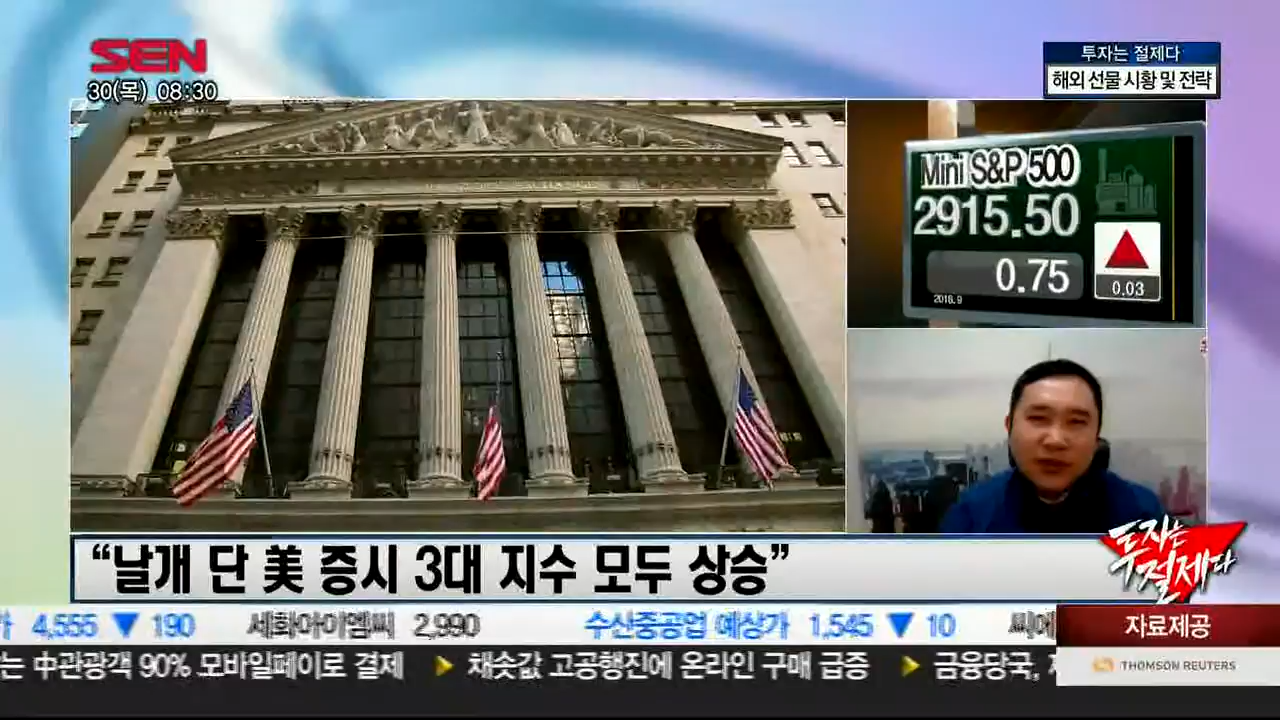 SEN
30(목) 08:30
투자는 절제다
해외 선물 시황 및 전략
Mini S&P 500
2915.50
0.75
0.03
2018.9
“날개 단 美 증시 3대 지수 모두 상승”
투자는
절제다
4,555 ▼ 190 세화아이엠씨 2,990 수산중공업 예상가 1,545 ▼ 10
자료제공
는 中관광객 90% 모바일페이로 결제 ▶ 채솟값 고공행진에 온라인 구매 급증 ▶ 금융당국,
THOMSON REUTERS